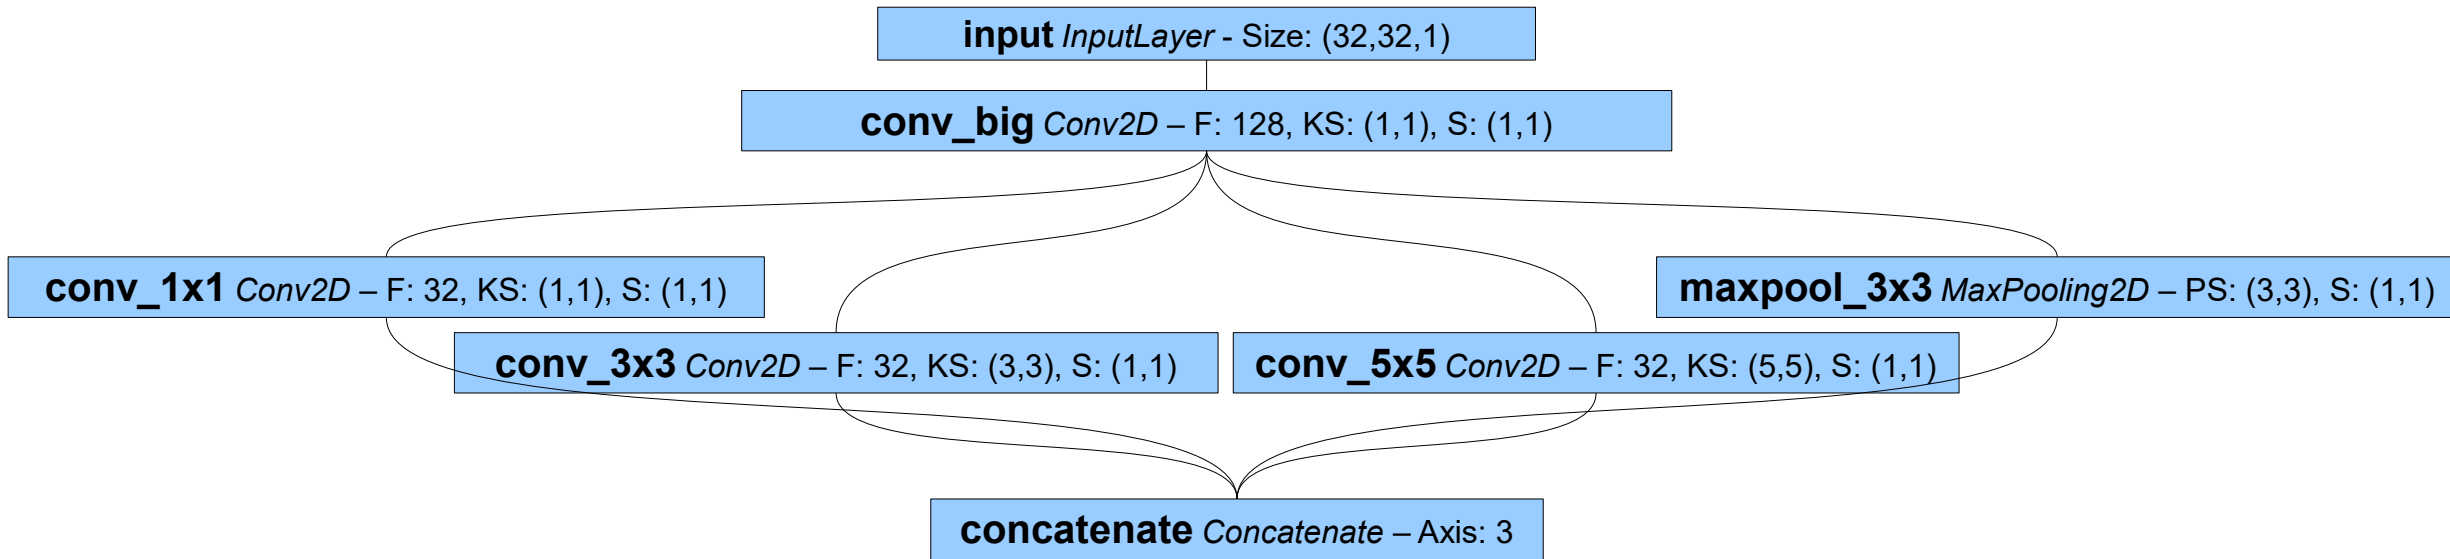 input InputLayer - Size: (32,32,1)
conv_big Conv2D – F: 128, KS: (1,1), S: (1,1)
conv_1x1 Conv2D – F: 32, KS: (1,1), S: (1,1)
maxpool_3x3 MaxPooling2D – PS: (3,3), S: (1,1)
conv_3x3 Conv2D – F: 32, KS: (3,3), S: (1,1)
conv_5x5 Conv2D – F: 32, KS: (5,5), S: (1,1)
concatenate Concatenate – Axis: 3